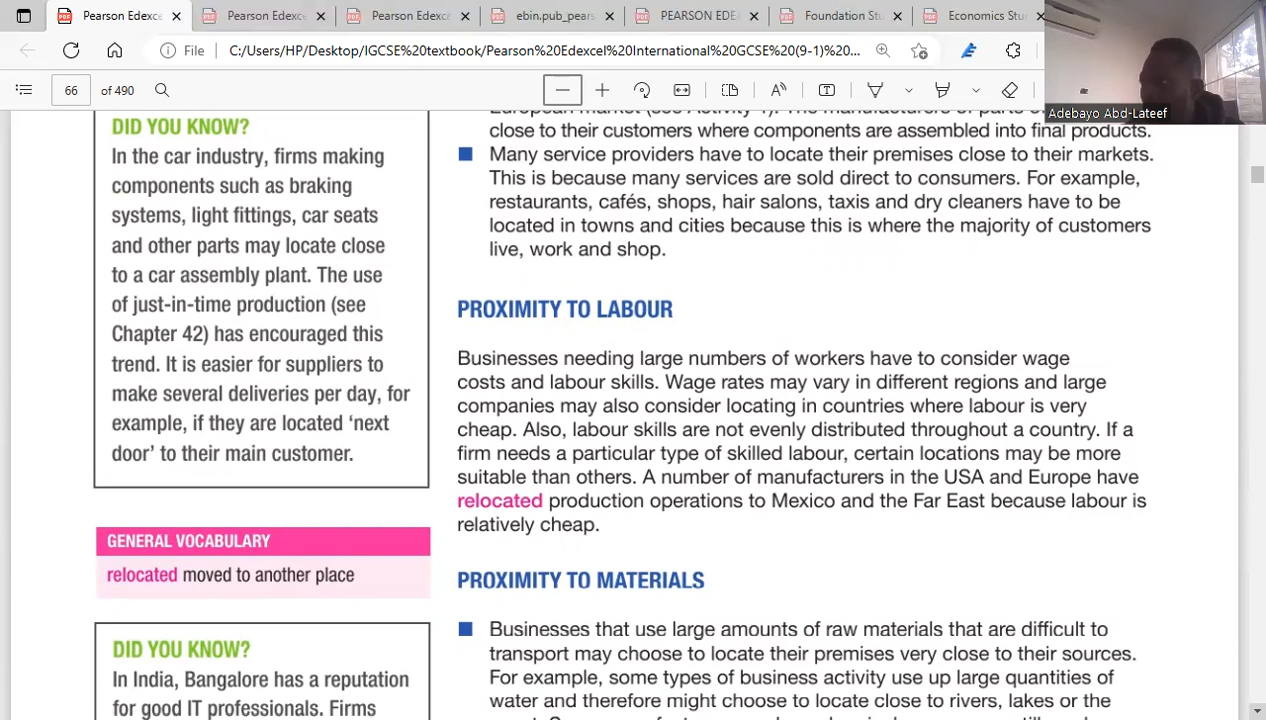 Pearson Edexce
Pearson Edexce
Pearson Edexce
ebin.pub_pears
PEARSON EDE
Foundation Stu
Economics Stu
File
C:/Users/HP/Desktop/IGCSE%20textbook/Pearson%20Edexcel%20International%20GCSE%20(9-1)%20...
66
of 490
Adebayo Abd-Lateef
DID YOU KNOW?
In the car industry, firms making
components such as braking
systems, light fittings, car seats
and other parts may locate close
to a car assembly plant. The use
of just-in-time production (see
Chapter 42) has encouraged this
trend. It is easier for suppliers to
make several deliveries per day, for
example, if they are located ‘next
door’ to their main customer.
GENERAL VOCABULARY
relocated moved to another place
DID YOU KNOW?
In India, Bangalore has a reputation
for good IT professionals. Firms
close to their customers where components are assembled into final products.
Many service providers have to locate their premises close to their markets.
This is because many services are sold direct to consumers. For example,
restaurants, cafés, shops, hair salons, taxis and dry cleaners have to be
located in towns and cities because this is where the majority of customers
live, work and shop.
PROXIMITY TO LABOUR
Businesses needing large numbers of workers have to consider wage
costs and labour skills. Wage rates may vary in different regions and large
companies may also consider locating in countries where labour is very
cheap. Also, labour skills are not evenly distributed throughout a country. If a
firm needs a particular type of skilled labour, certain locations may be more
suitable than others. A number of manufacturers in the USA and Europe have
relocated production operations to Mexico and the Far East because labour is
relatively cheap.
PROXIMITY TO MATERIALS
Businesses that use large amounts of raw materials that are difficult to
transport may choose to locate their premises very close to their sources.
For example, some types of business activity use up large quantities of
water and therefore might choose to locate close to rivers, lakes or the